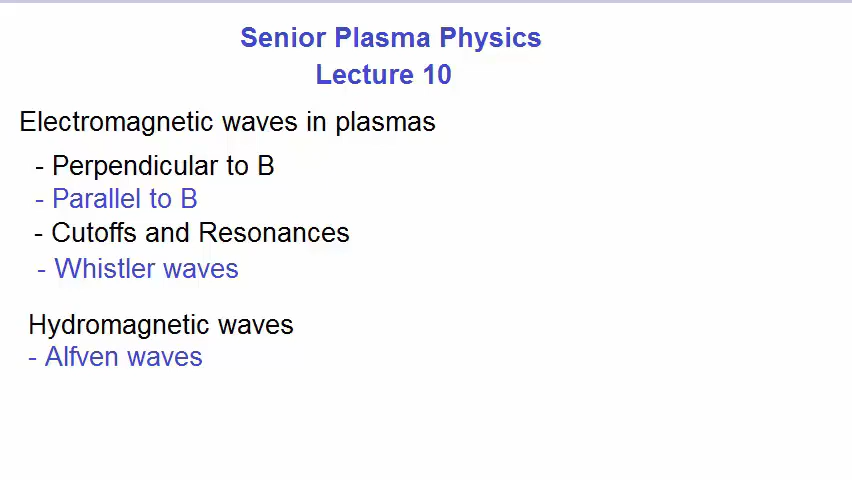 Senior Plasma Physics
Lecture 10
Electromagnetic waves in plasmas
- Perpendicular to B
- Parallel to B
- Cutoffs and Resonances
- Whistler waves
Hydromagnetic waves
- Alfven waves